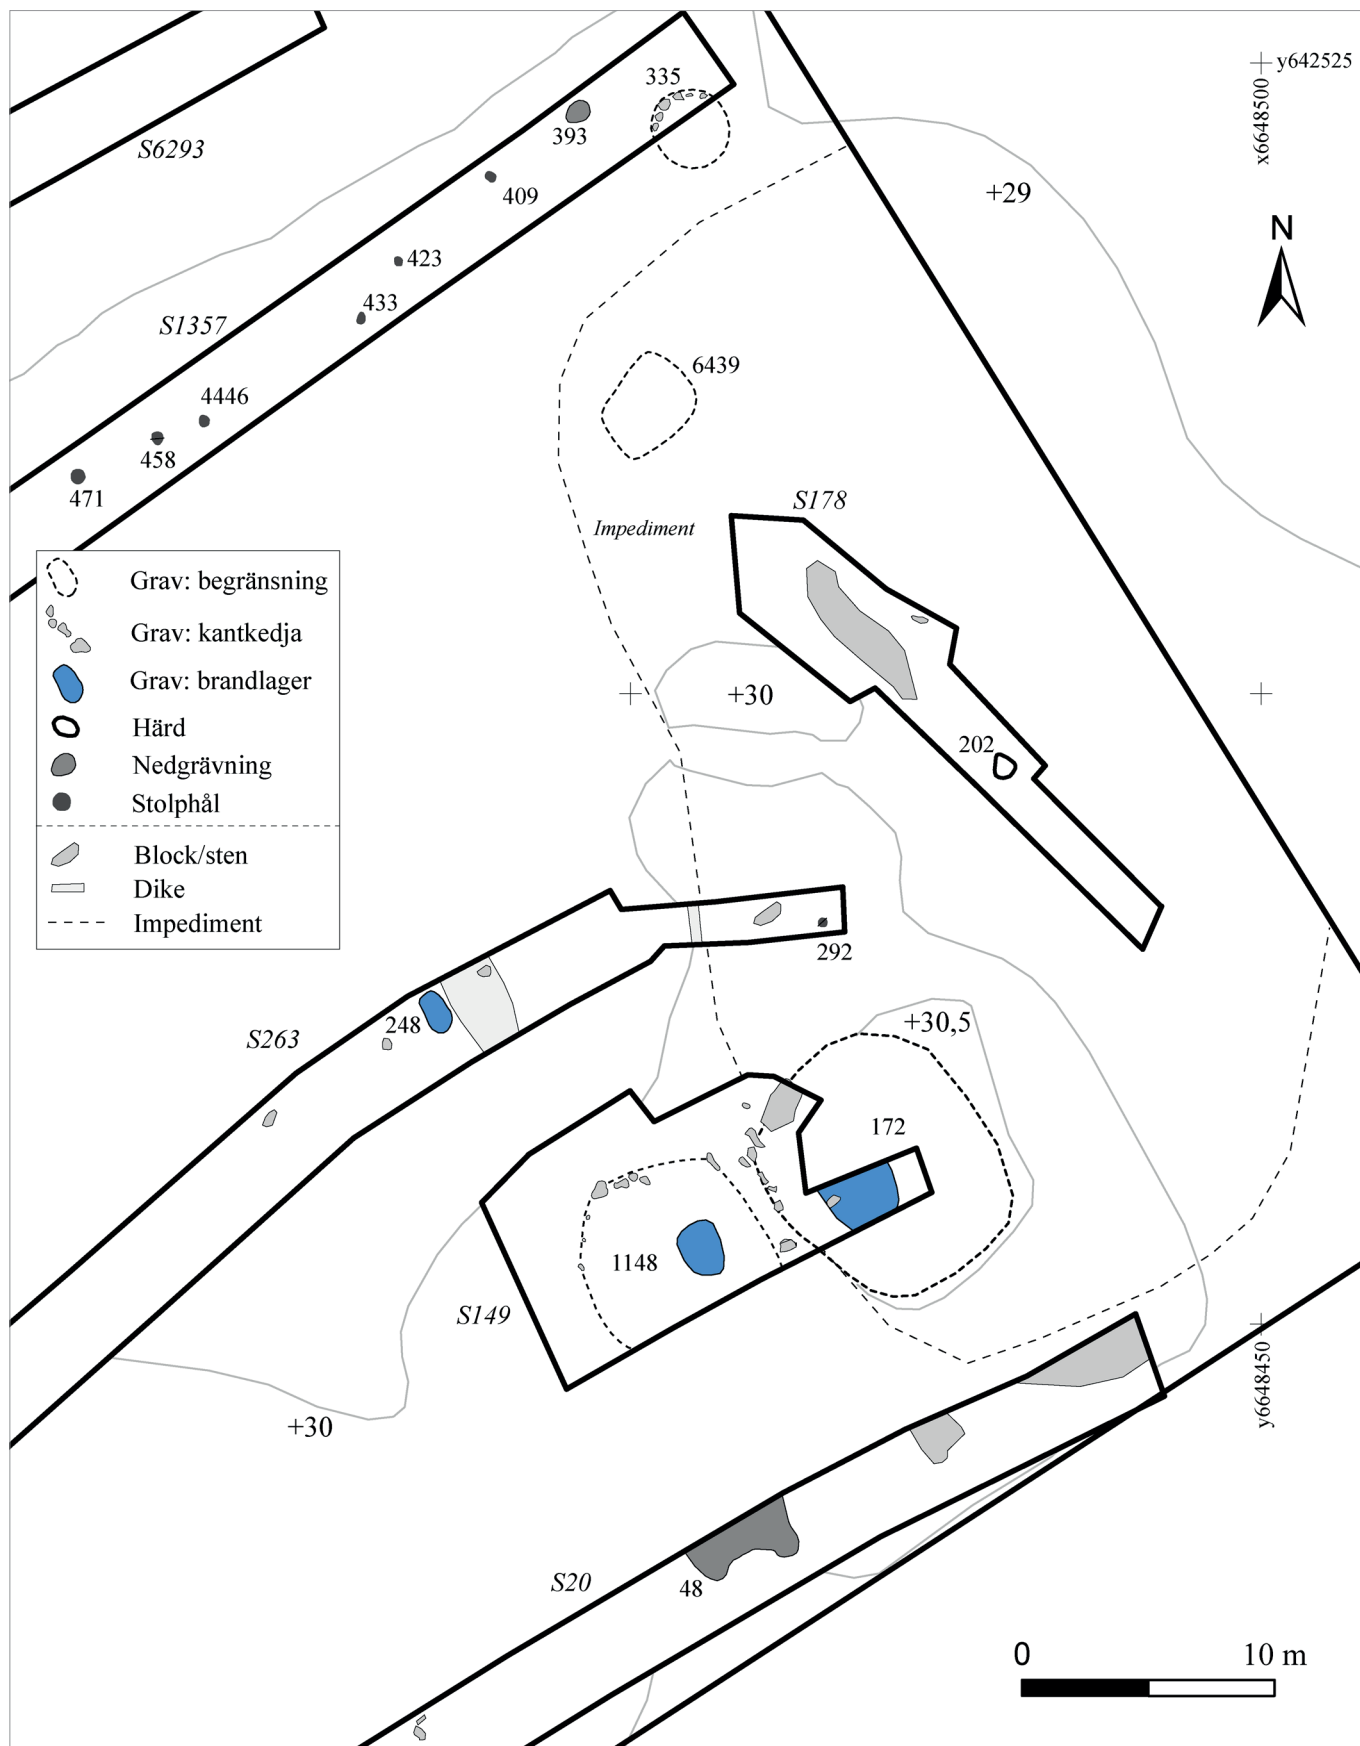 y642525
x6648500
335
393
S6293
409
+29
N
423
433
S1357
6439
4446
458
471
S178
Impediment
Grav: begränsning
Grav: kantkedja
Grav: brandlager
Härd
Nedgrävning
Stolphål
Block/sten
Dike
Impediment
+30
202
292
248
S263
+30,5
172
1148
S149
y6648450
+30
S20
48
0 10 m